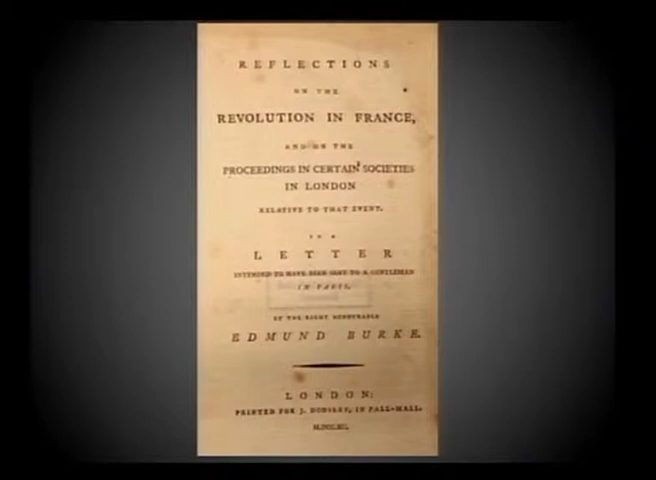 REFLECTIONS
ON THE
REVOLUTION IN FRANCE,
AND ON THE
PROCEEDINGS IN CERTAIN SOCIETIES
IN LONDON
RELATIVE TO THAT EVENT.
IN A
LETTER
INTENDED TO HAVE BEEN SENT TO A GENTLEMAN
IN PARIS.
BY THE RIGHT HONOURABLE
EDMUND BURKE.
LONDON:
PRINTED FOR J. DODSLEY, IN PALL-MALL.